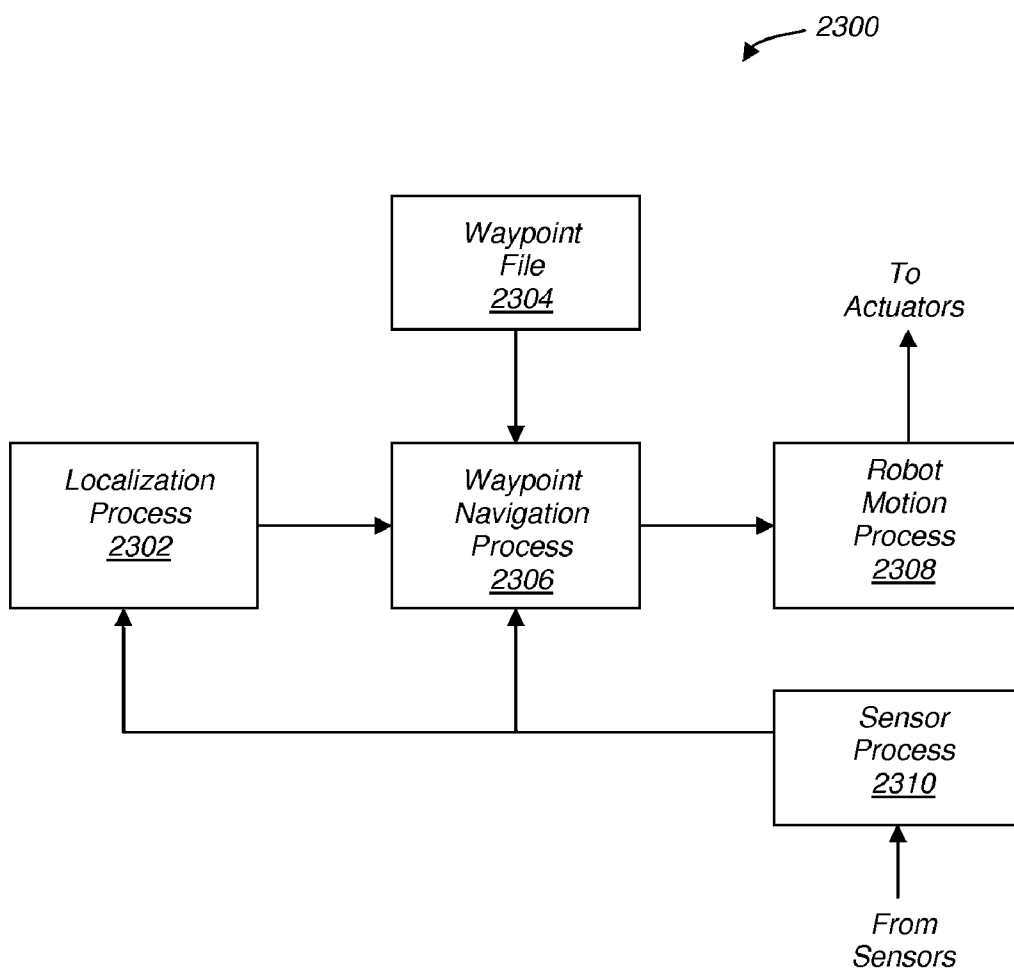 2300
Waypoint
File
2304
To
Actuators
Localization
Process
2302
Waypoint
Navigation
Process
2306
Robot
Motion
Process
2308
Sensor
Process
2310
From
Sensors